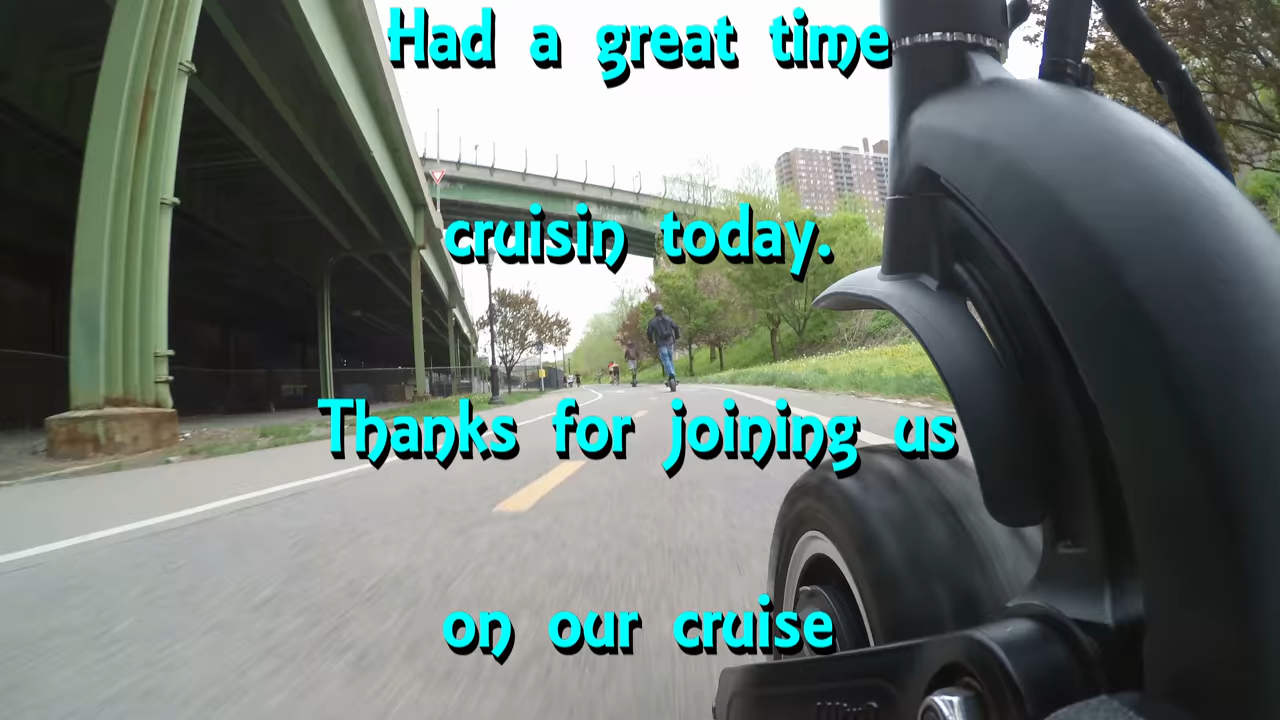 Had a great time
cruisin today.
Thanks for joining us
on our cruise